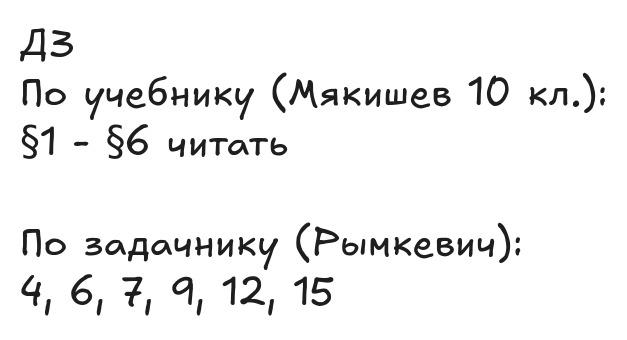 ДЗ
По учебнику (Мякишев 10 кл.):
§1 - §6 читать
По задачнику (Рымкевич):
4, 6, 7, 9, 12, 15